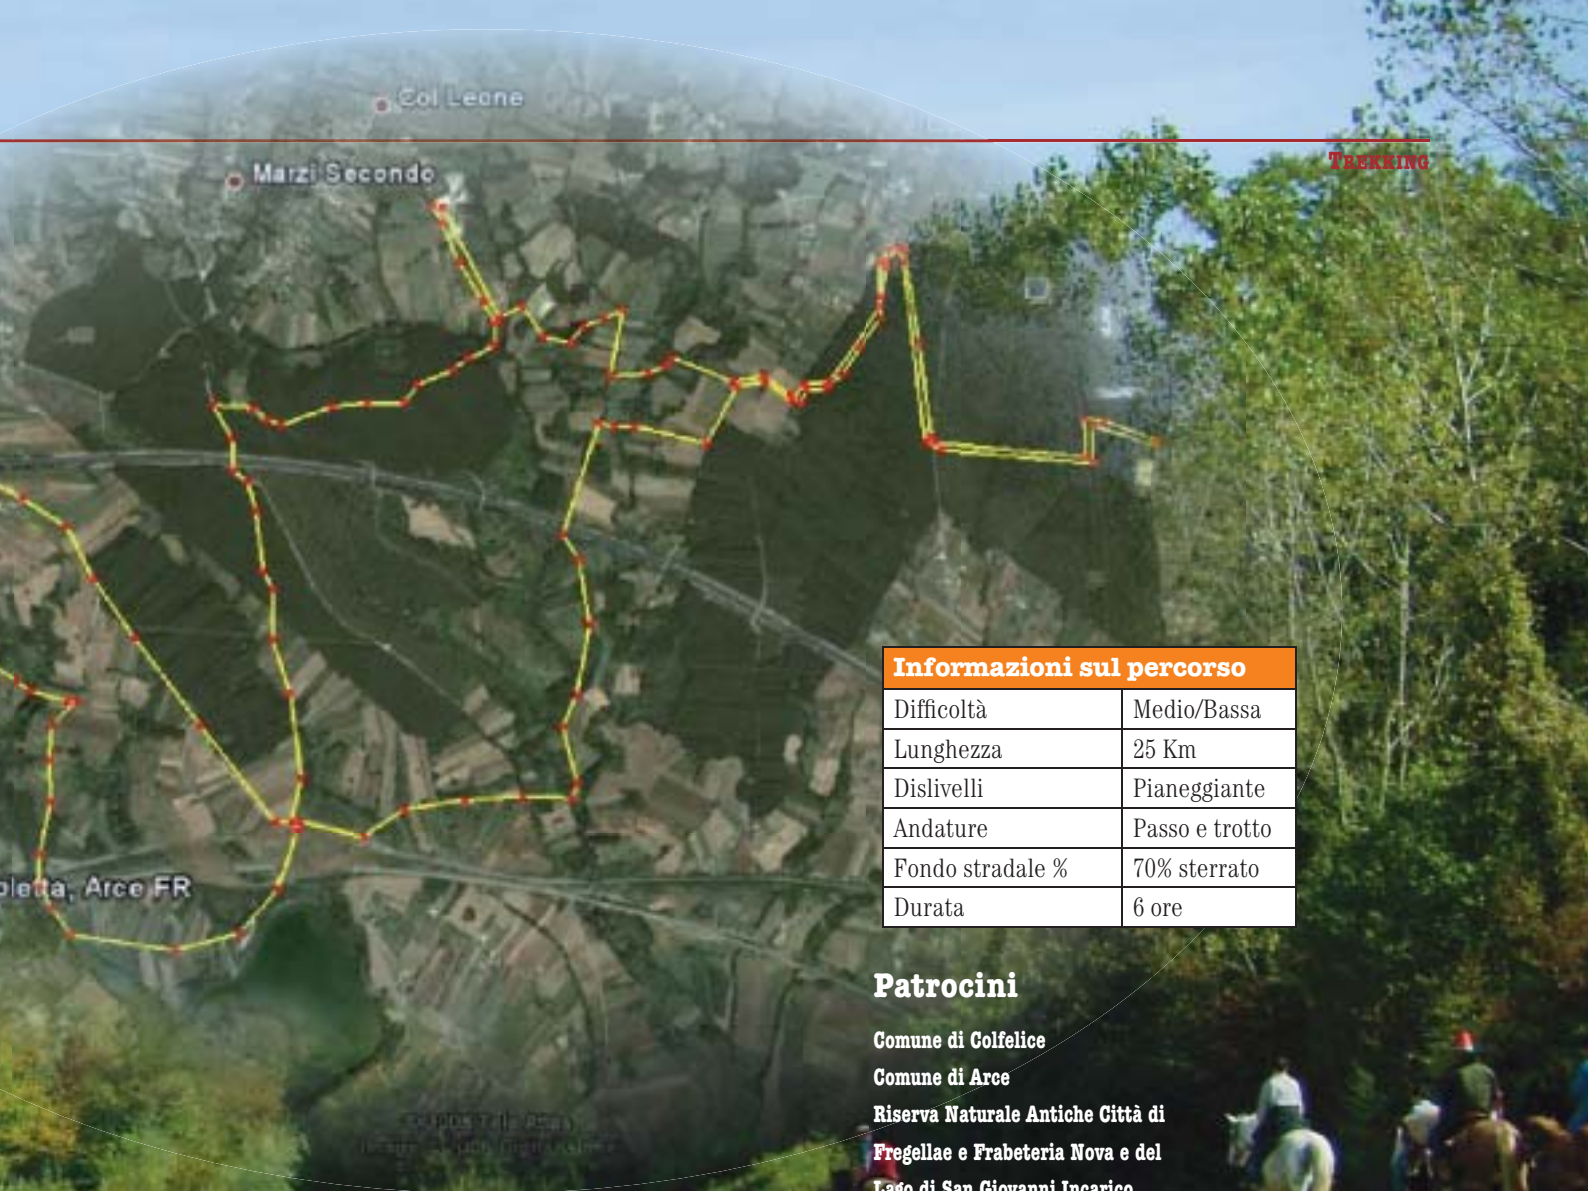 Col Leone
TREKKING
Marzi Secondo
Informazioni sul percorso
Difficoltà Medio/Bassa
Lunghezza 25 Km
Dislivelli Pianeggiante
Andature Passo e trotto
Fondo stradale % 70% sterrato
Durata 6 ore
Arce FR
Patrocini
Comune di Colfelice
Comune di Arce
Riserva Naturale Antiche Città di
Fregellae e Frabeteria Nova e del
Lago di San Giovanni Incarico